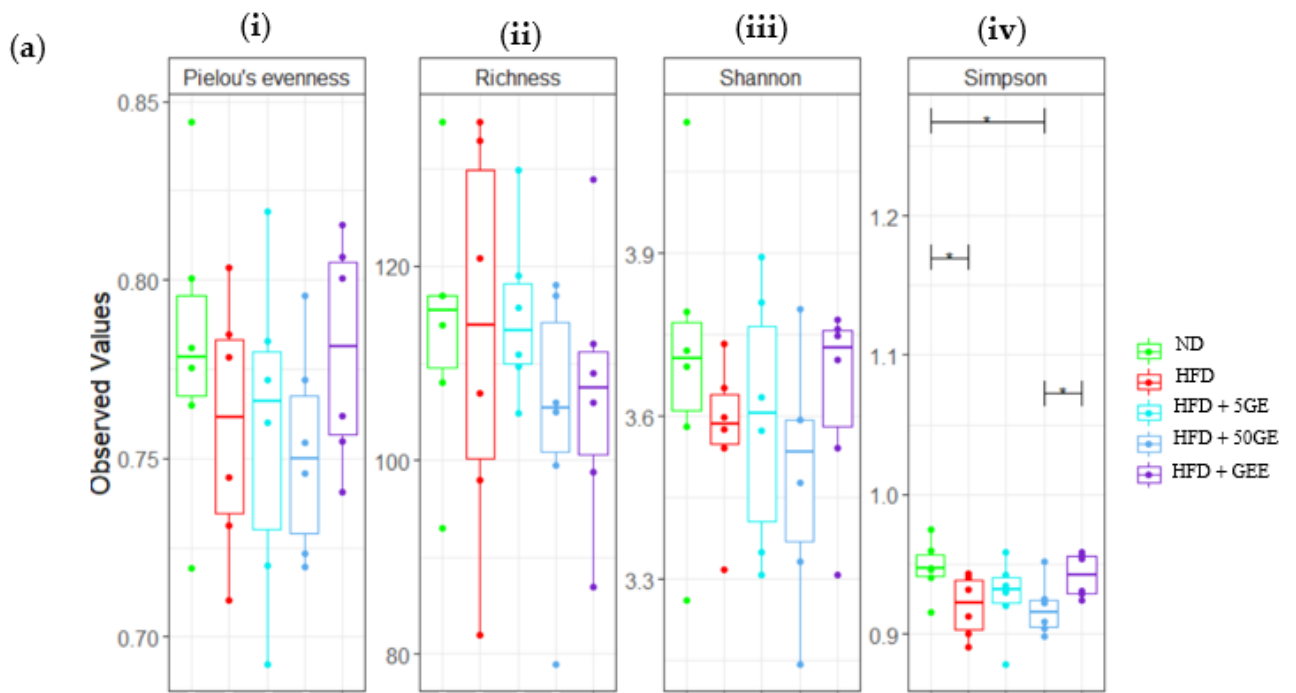 (a)
(i) (ii) (iii) (iv)
Pielou's evenness Richness Shannon Simpson
Observed Values
0.85
0.80
0.75
0.70
120
100
80
3.9
3.6
3.3
1.2
1.1
1.0
0.9
*
*
*
ND
HFD
HFD + 5GE
HFD + 50GE
HFD + GEE